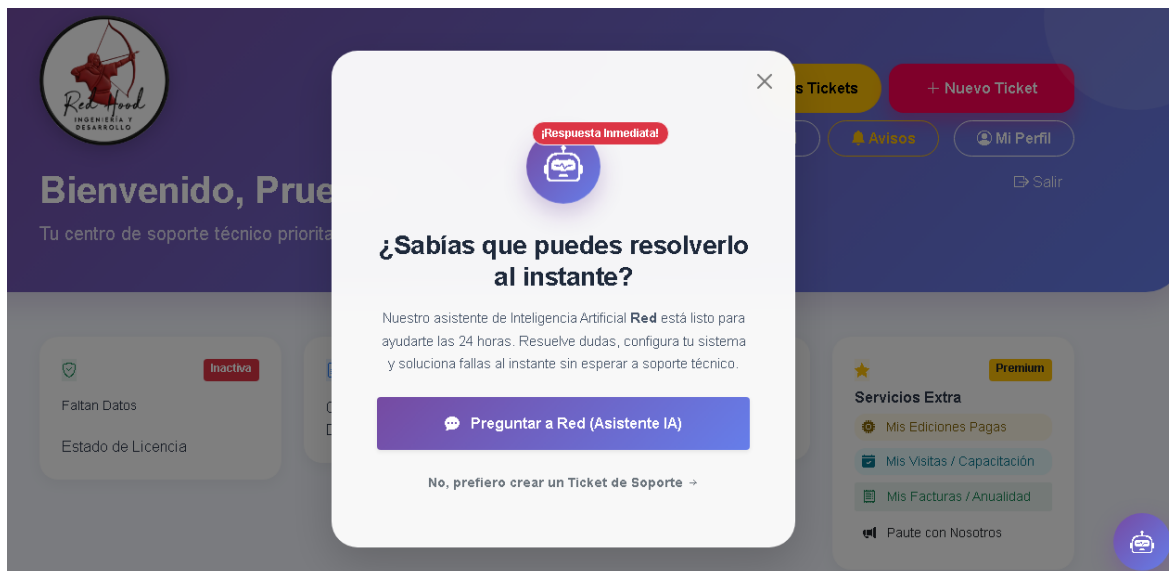 Red Hood
INGENIERÍA Y
DESARROLLO
s Tickets
+ Nuevo Ticket
Avisos
Mi Perfil
Salir
Bienvenido, Prue
Tu centro de soporte técnico priorita
¡Respuesta Inmediata!
¿Sabías que puedes resolverlo
al instante?
Nuestro asistente de Inteligencia Artificial Red está listo para
ayudarte las 24 horas. Resuelve dudas, configura tu sistema
y soluciona fallas al instante sin esperar a soporte técnico.
Preguntar a Red (Asistente IA)
No, prefiero crear un Ticket de Soporte →
Inactiva
Faltan Datos
Estado de Licencia
Premium
Servicios Extra
Mis Ediciones Pagas
Mis Visitas / Capacitación
Mis Facturas / Anualidad
Paute con Nosotros